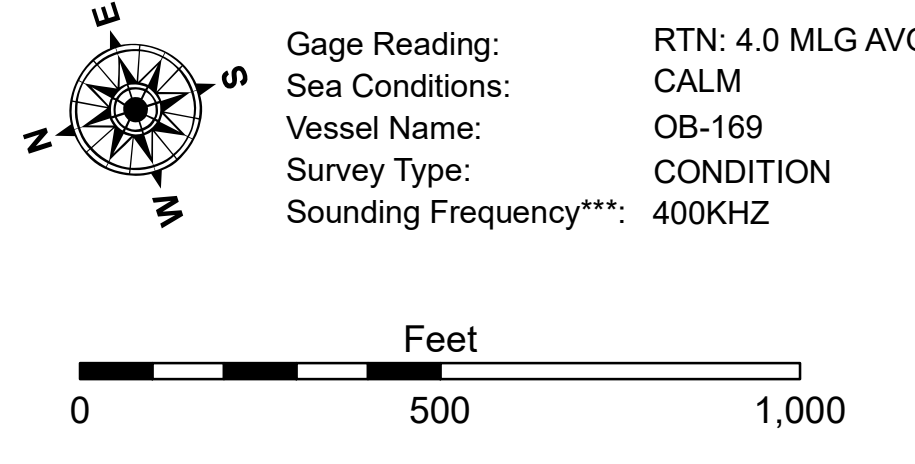 E
S
N
W
Gage Reading: RTN: 4.0 MLG
Sea Conditions: CALM
Vessel Name: OB-169
Survey Type: CONDITION
Sounding Frequency***: 400KHZ
Feet
0 500 1,000